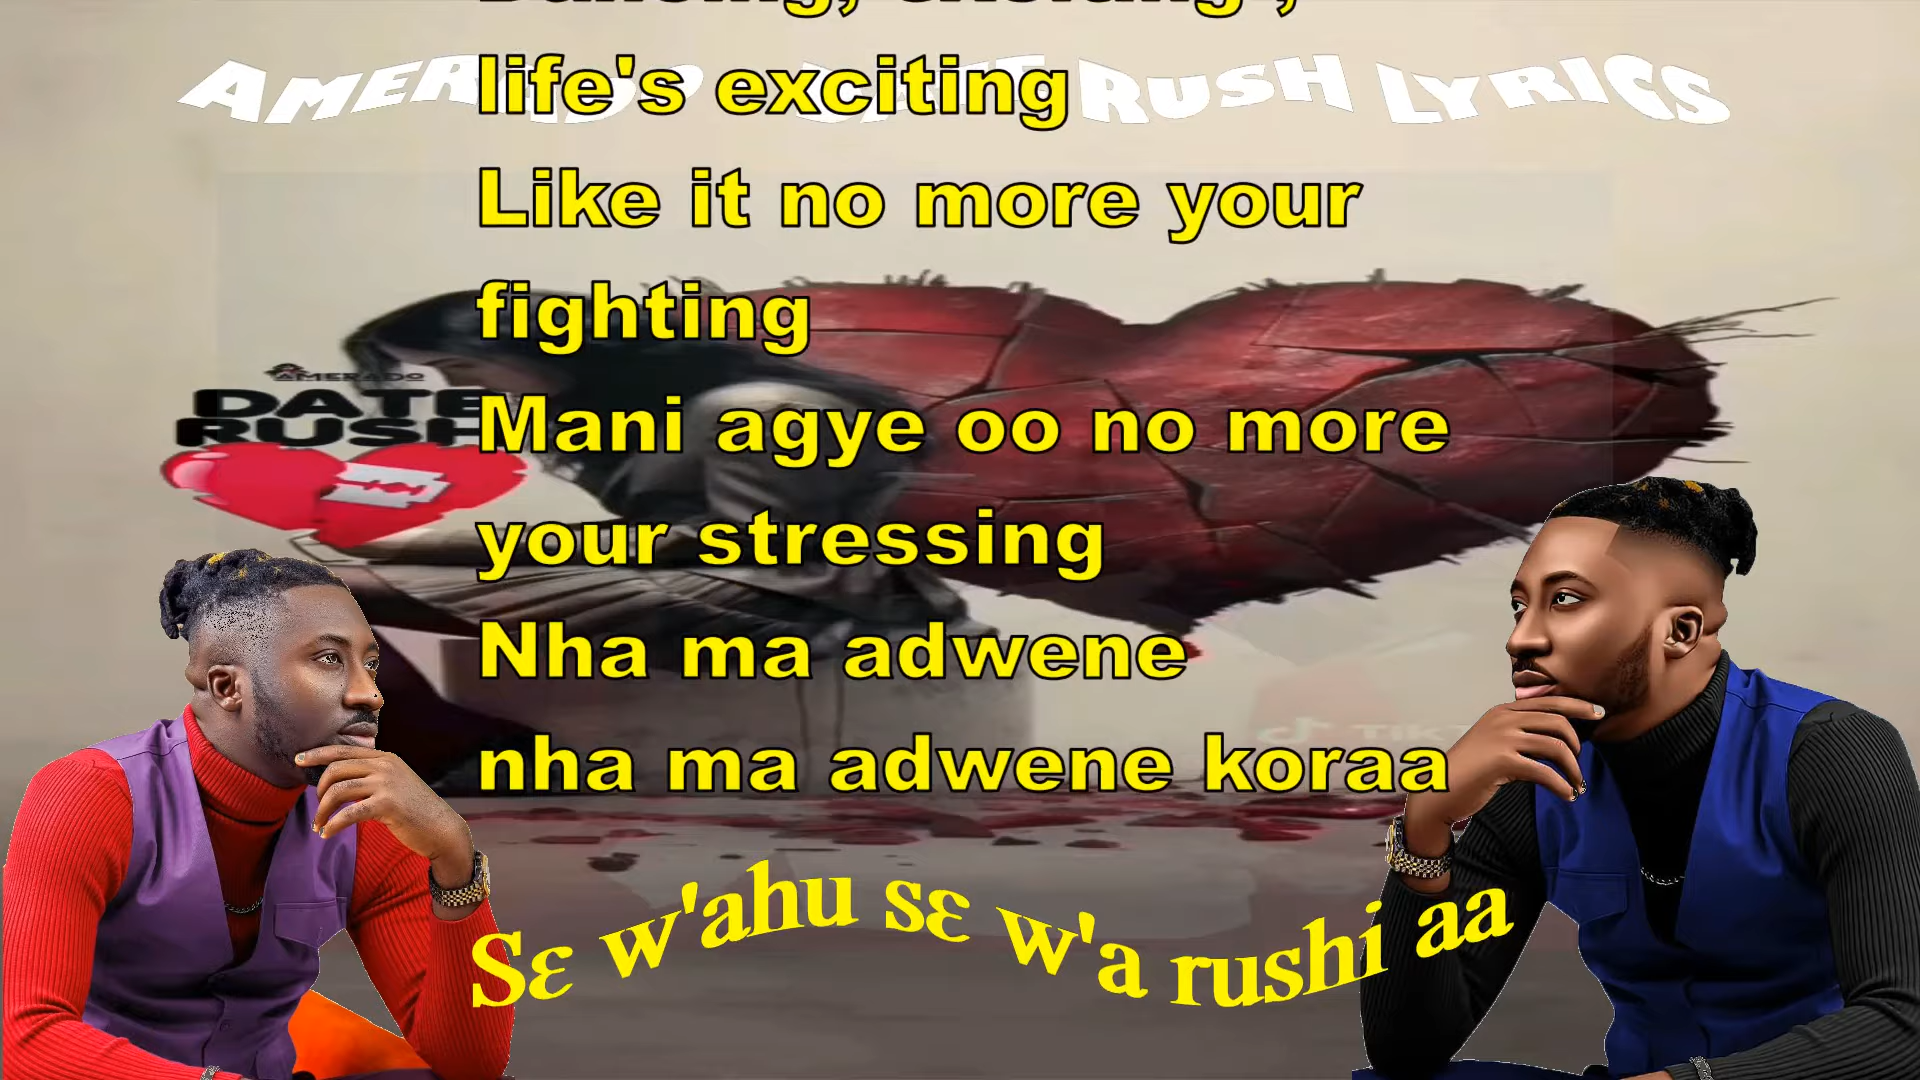 life's exciting
AMERADO DATE RUSH LYRICS
Like it no more your
fighting
AMERADO
DATE
RUSH
Mani agye oo no more
your stressing
Nha ma adwene
nha ma adwene koraa
Sɛ w'ahu sɛ w'a rushi aa